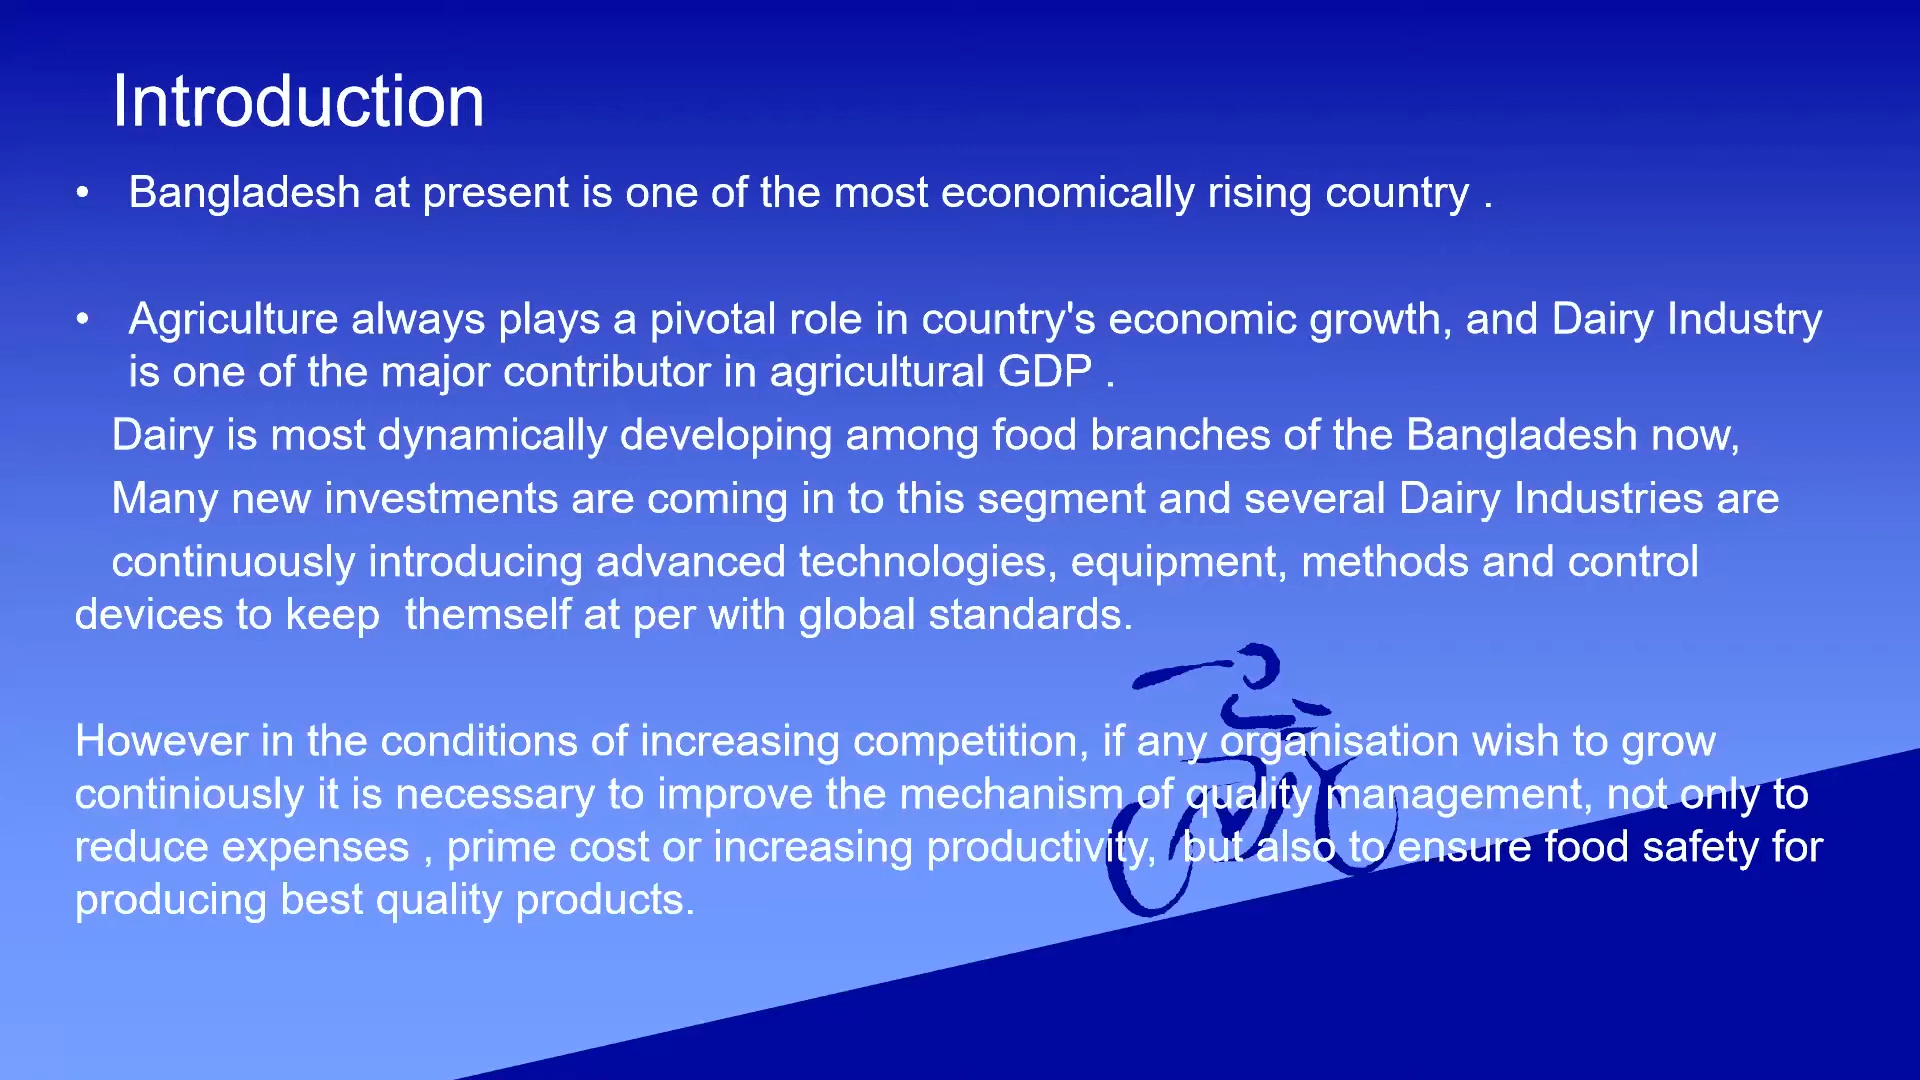 Introduction
• Bangladesh at present is one of the most economically rising country .
• Agriculture always plays a pivotal role in country's economic growth, and Dairy Industry
is one of the major contributor in agricultural GDP .
Dairy is most dynamically developing among food branches of the Bangladesh now,
Many new investments are coming in to this segment and several Dairy Industries are
continuously introducing advanced technologies, equipment, methods and control
devices to keep  themself at per with global standards.
However in the conditions of increasing competition, if any organisation wish to grow
continiously it is necessary to improve the mechanism of quality management, not only to
reduce expenses , prime cost or increasing productivity,  but also to ensure food safety for
producing best quality products.